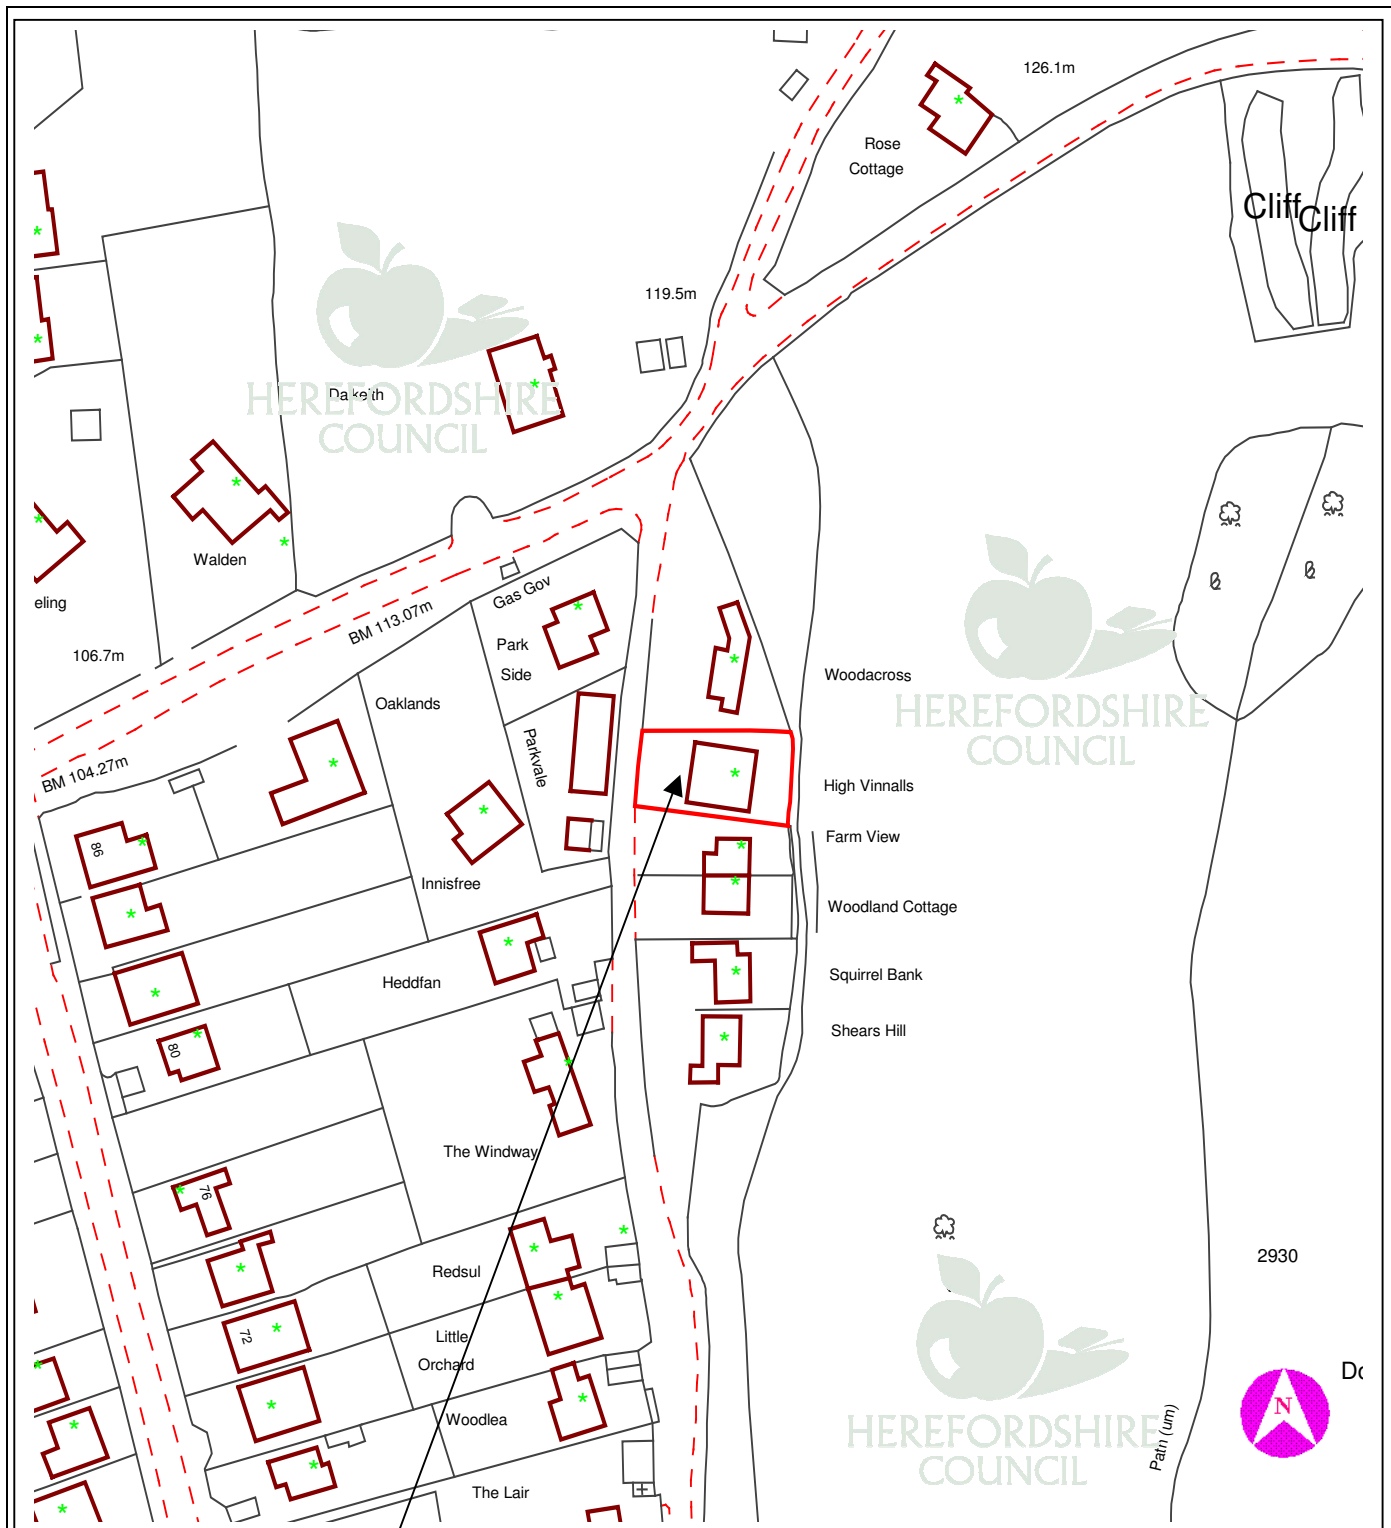 126.1m
Rose
Cottage
Cliff
Cliff
119.5m
HEREFORDSHIRE
COUNCIL
Dalkeith
Walden
eling
Gas Gov
BM 113.07m
106.7m
Park
Side
Woodacross
Oaklands
HEREFORDSHIRE
COUNCIL
Parkvale
BM 104.27m
High Vinnalls
Farm View
86
Innisfree
Woodland Cottage
Heddfan
Squirrel Bank
80
Shears Hill
The Windway
76
2930
Redsul
72
Little
Orchard
N
HEREFORDSHIRE
COUNCIL
Woodlea
Path (um)
The Lair